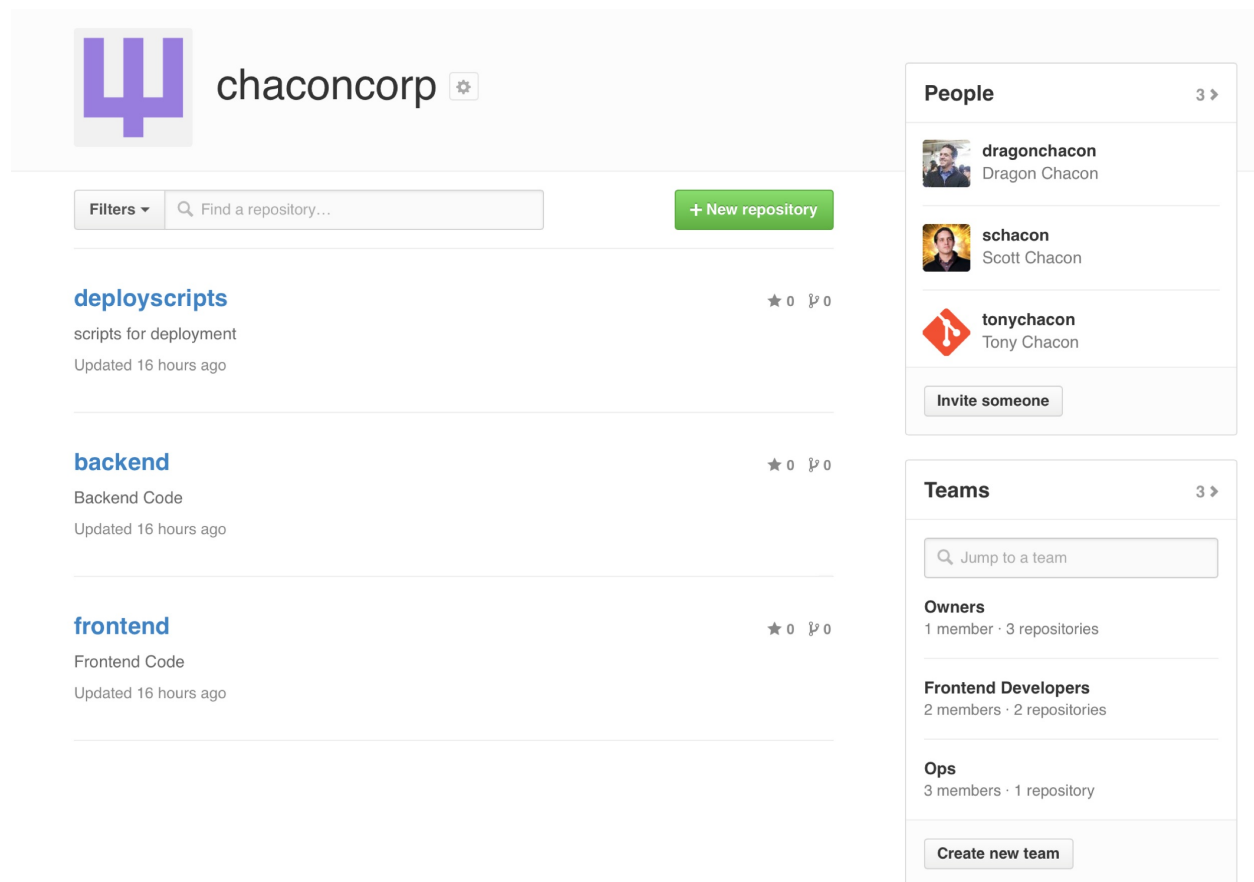 chaconcorp
Filters
Find a repository…
+ New repository
deployscripts
0 0
scripts for deployment
Updated 16 hours ago
backend
0 0
Backend Code
Updated 16 hours ago
frontend
0 0
Frontend Code
Updated 16 hours ago
People 3
dragonchacon
Dragon Chacon
schacon
Scott Chacon
tonychacon
Tony Chacon
Invite someone
Teams 3
Jump to a team
Owners
1 member · 3 repositories
Frontend Developers
2 members · 2 repositories
Ops
3 members · 1 repository
Create new team